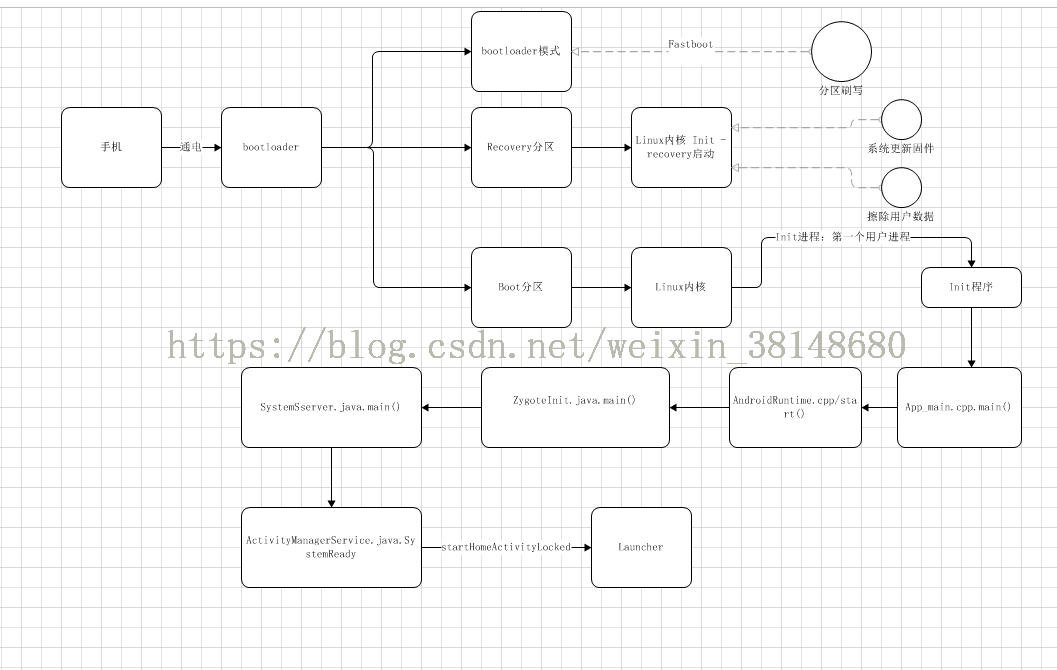 bootloader模式
Fastboot
分区刷写
手机
通电
bootloader
Recovery分区
Linux内核 Init -
recovery启动
系统更新固件
擦除用户数据
Init进程：第一个用户进程
Boot分区
Linux内核
Init程序
https://blog.csdn.net/weixin_38148680
SystemSserver.java.main()
ZygoteInit.java.main()
AndroidRuntime.cpp/sta
rt()
App_main.cpp.main()
ActivityManagerService.java.Sy
stemReady
startHomeActivityLocked
Launcher